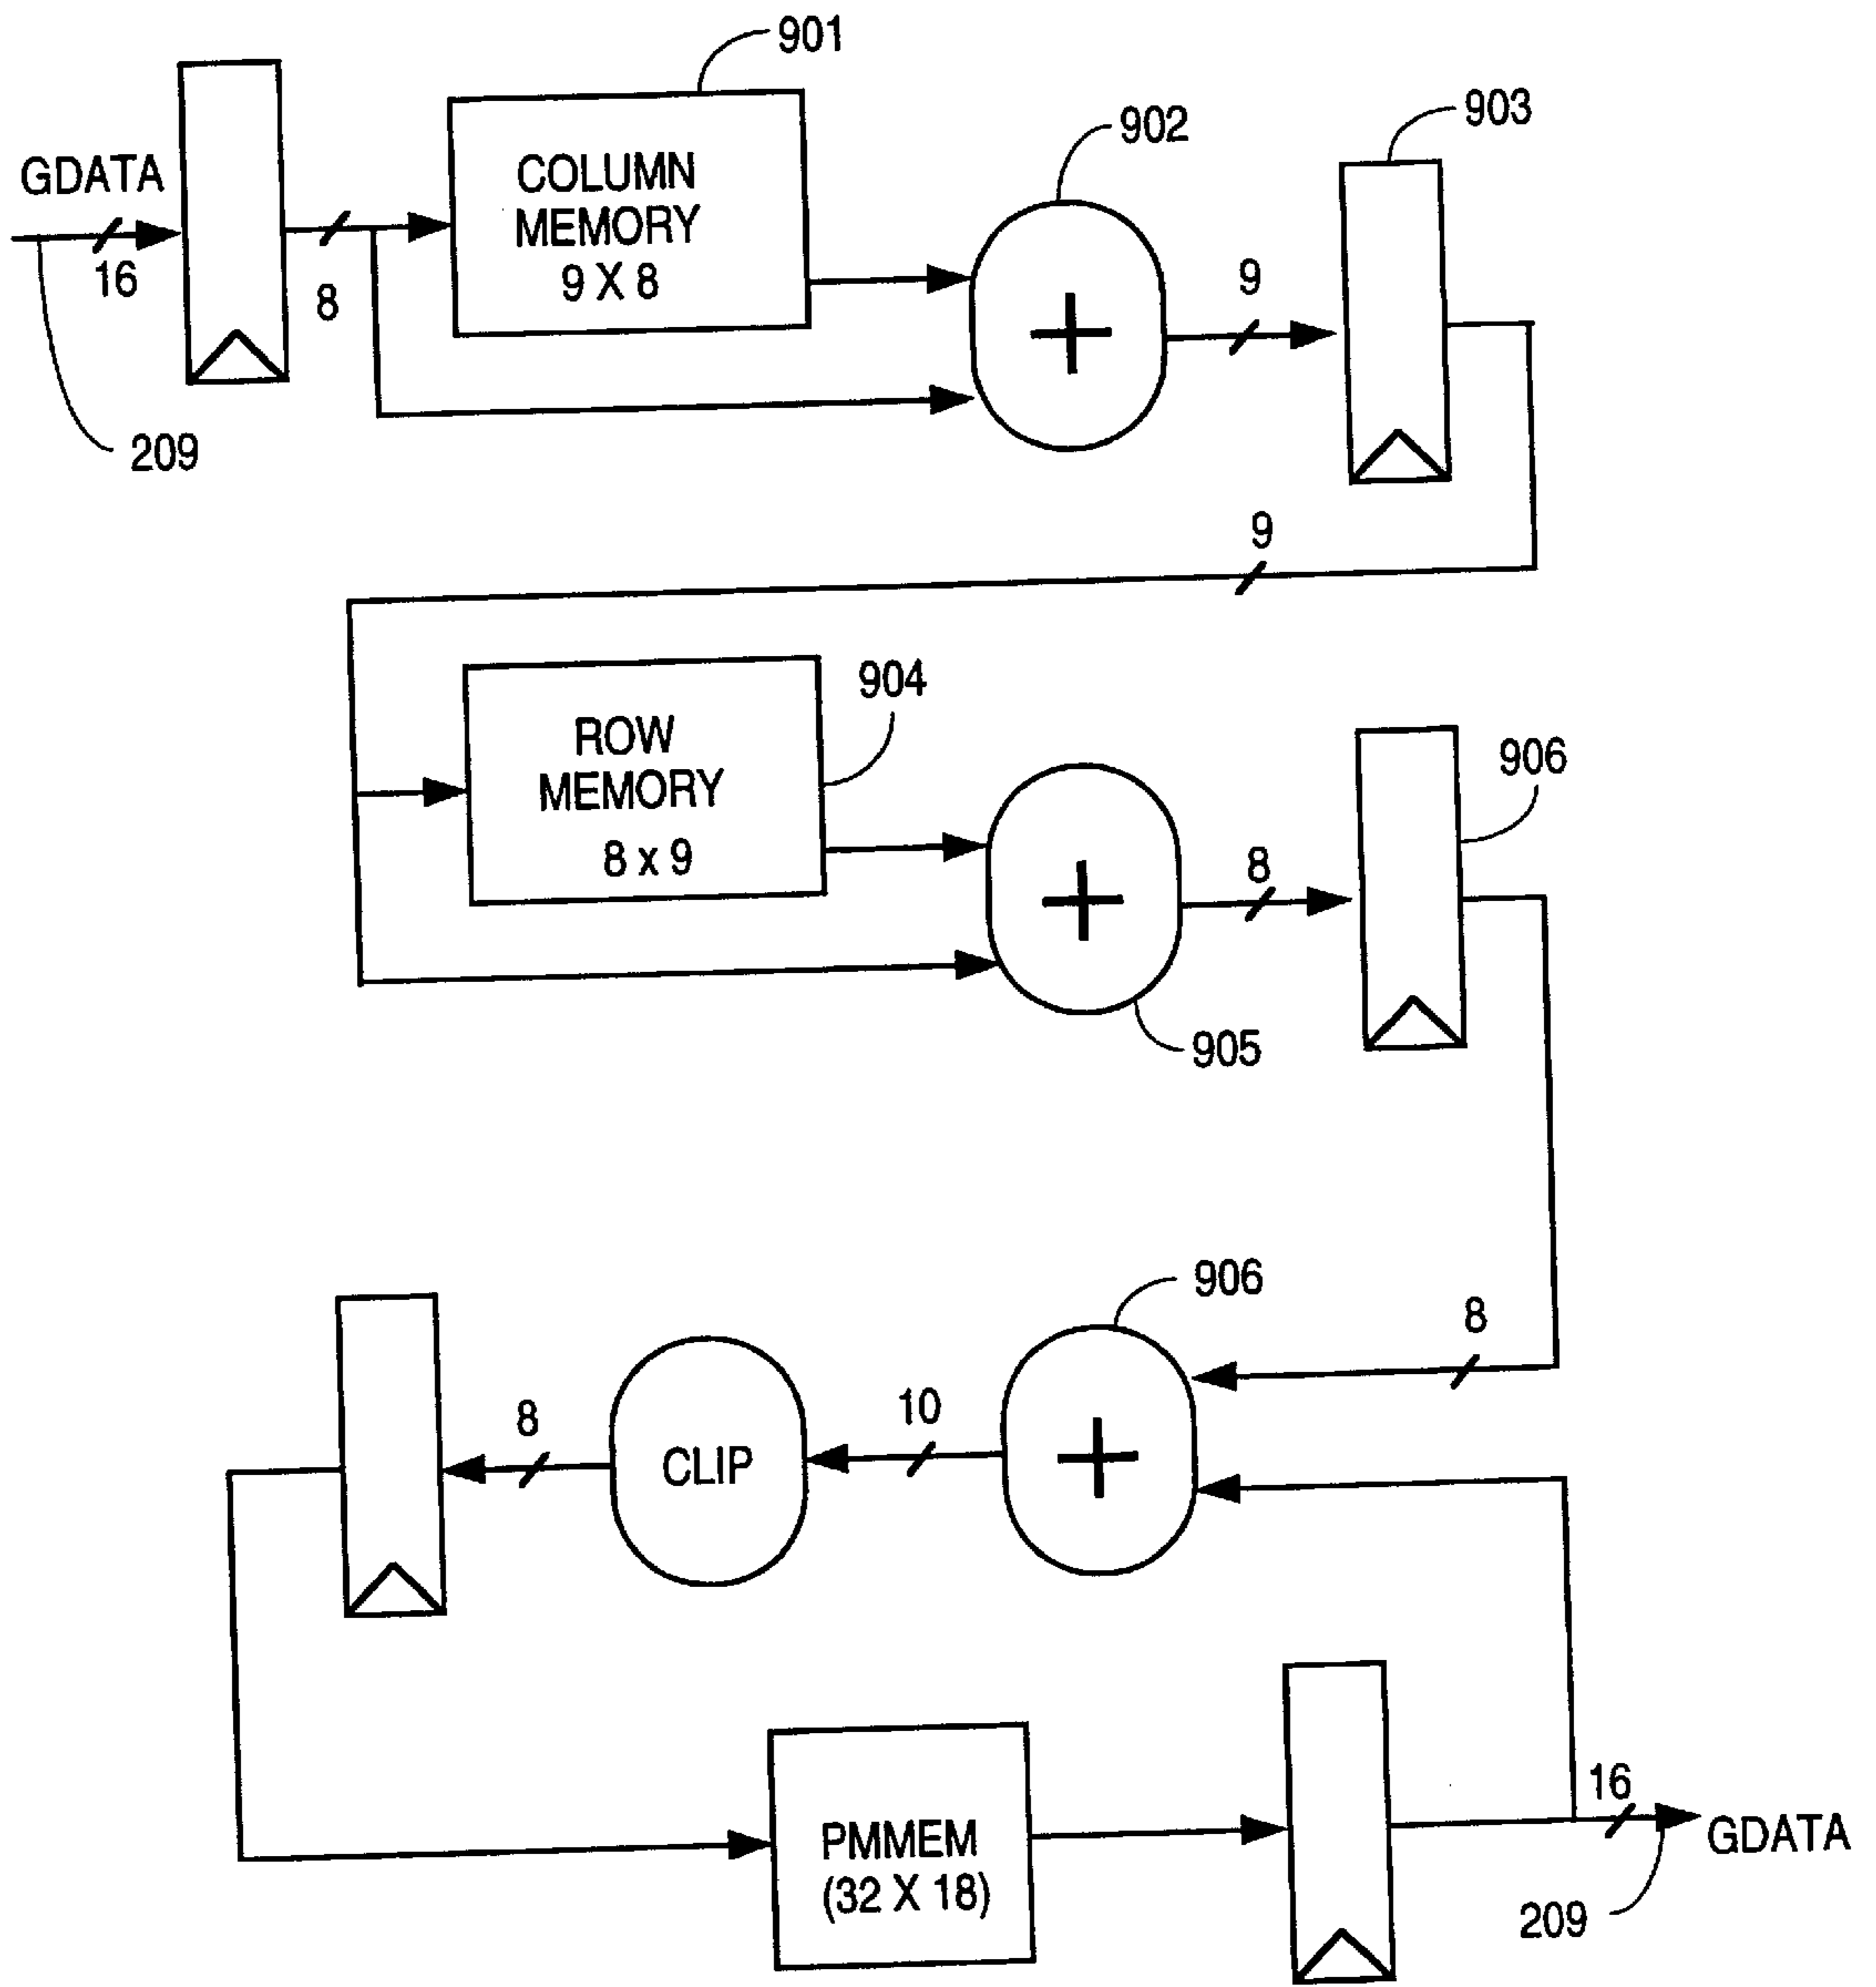 901
902
903
GDATA
16
8
COLUMN
MEMORY
9 X 8
9
209
9
904
ROW
MEMORY
8 x 9
906
8
905
906
8
10
8
CLIP
16
PMMEM
(32 X 18)
GDATA
209